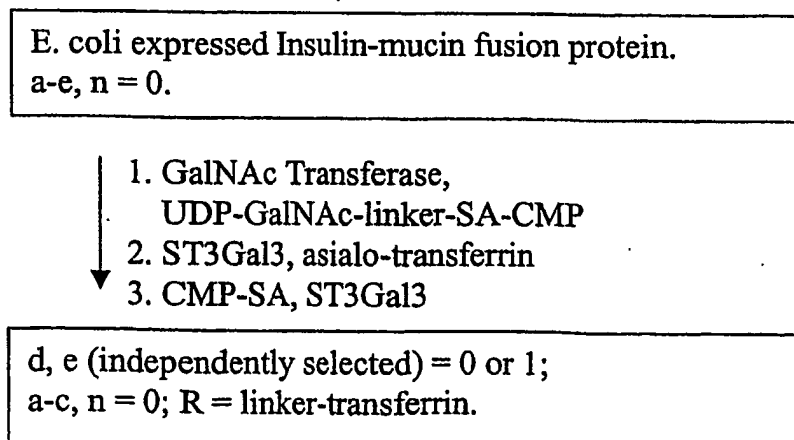 E. coli expressed Insulin-mucin fusion protein.
a-e, n = 0.
1. GalNAc Transferase,
UDP-GalNAc-linker-SA-CMP
2. ST3Gal3, asialo-transferrin
3. CMP-SA, ST3Gal3
d, e (independently selected) = 0 or 1;
a-c, n = 0; R = linker-transferrin.